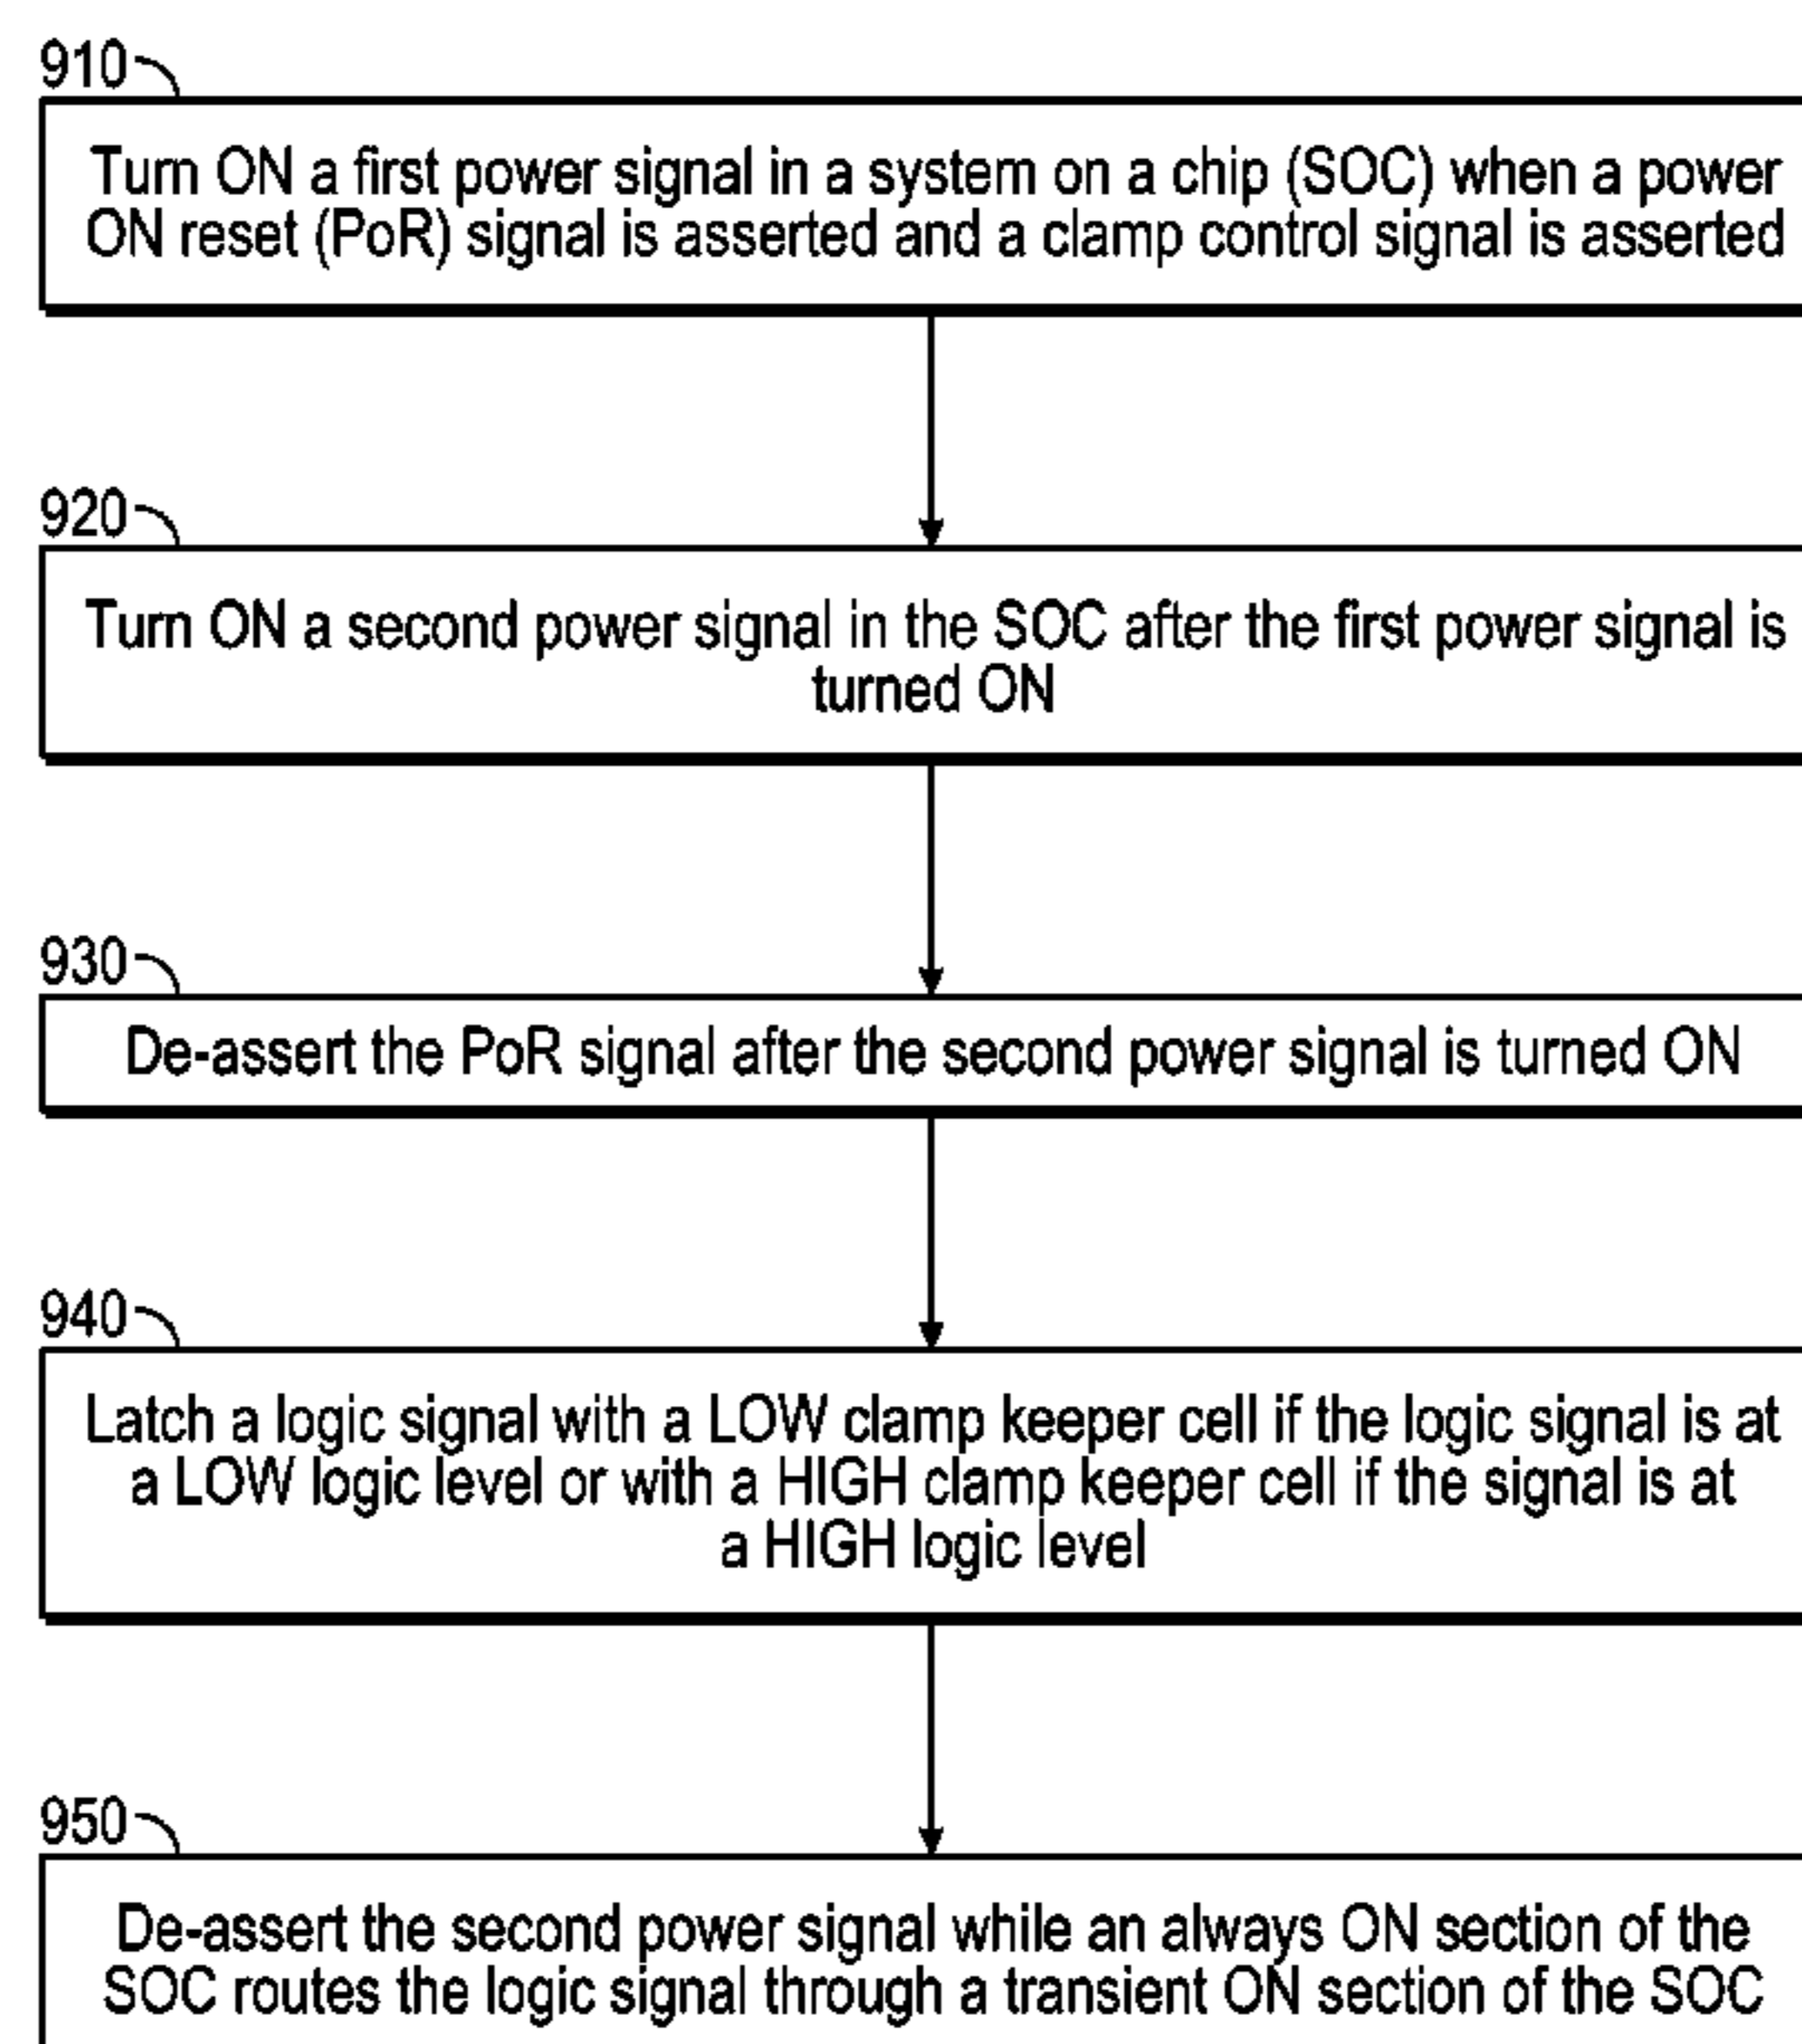 910
Turn ON a first power signal in a system on a chip (SOC) when a power
ON reset (PoR) signal is asserted and a clamp control signal is asserted
920
Turn ON a second power signal in the SOC after the first power signal is
turned ON
930
De-assert the PoR signal after the second power signal is turned ON
940
Latch a logic signal with a LOW clamp keeper cell if the logic signal is at
a LOW logic level or with a HIGH clamp keeper cell if the signal is at
a HIGH logic level
950
De-assert the second power signal while an always ON section of the
SOC routes the logic signal through a transient ON section of the SOC